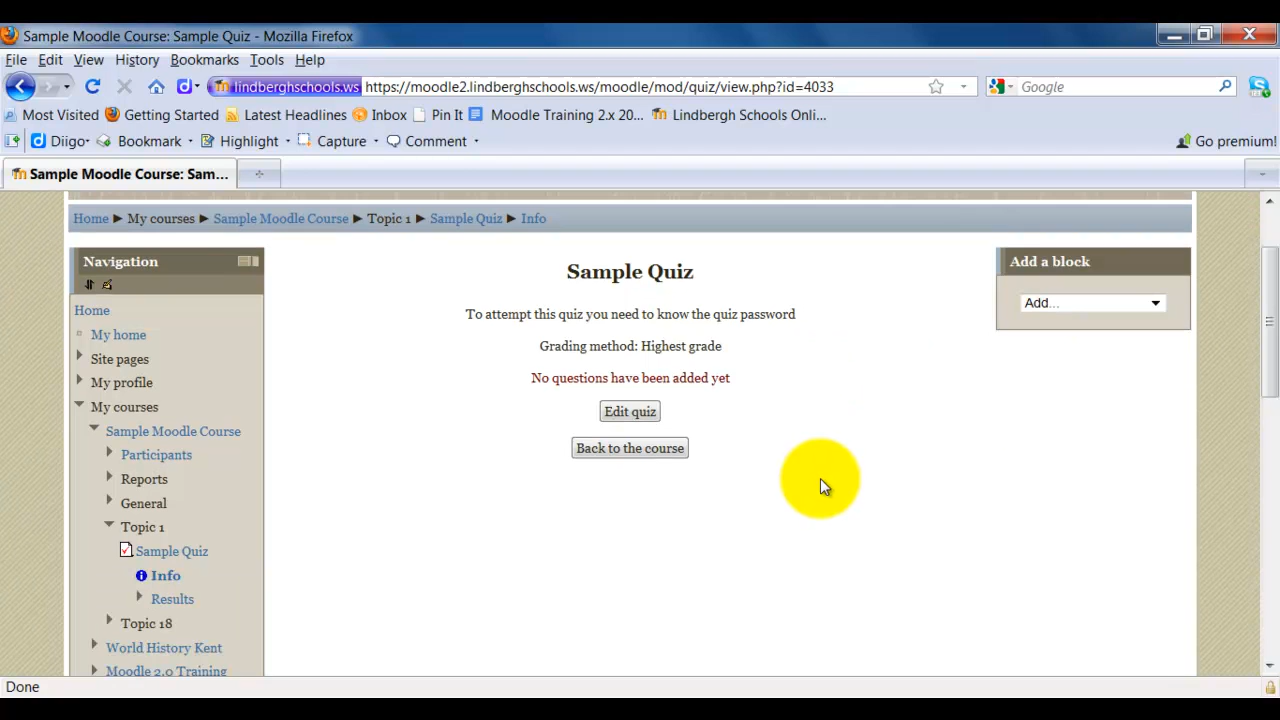 Sample Moodle Course: Sample Quiz - Mozilla Firefox
File Edit View History Bookmarks Tools Help
lindberghschools.ws https://moodle2.lindberghschools.ws/moodle/mod/quiz/view.php?id=4033 Google
Most Visited Getting Started Latest Headlines Inbox Pin It Moodle Training 2.x 20... Lindbergh Schools Onli...
Diigo Bookmark Highlight Capture Comment Go premium!
Sample Moodle Course: Sam...
Home ► My courses ► Sample Moodle Course ► Topic 1 ► Sample Quiz ► Info
Navigation
Home
My home
Site pages
My profile
My courses
Sample Moodle Course
Participants
Reports
General
Topic 1
Sample Quiz
Info
Results
Topic 18
World History Kent
Moodle 2.0 Training
Sample Quiz
To attempt this quiz you need to know the quiz password
Grading method: Highest grade
No questions have been added yet
Edit quiz
Back to the course
Add a block
Add...
Done